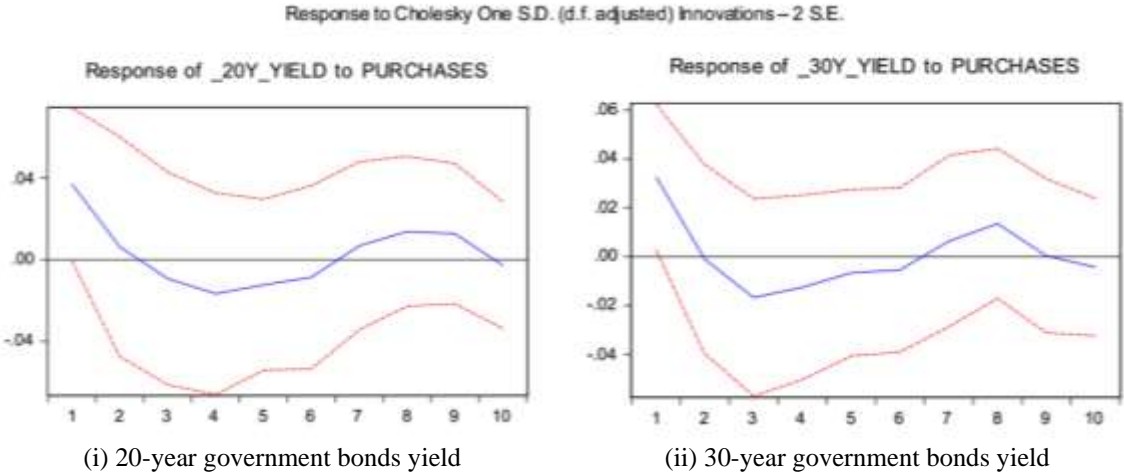 Response to Cholesky One S.D. (d.f. adjusted) Innovations – 2 S.E.
Response of _20Y_YIELD to PURCHASES
.04
.00
-.04
1 2 3 4 5 6 7 8 9 10
(i) 20-year government bonds yield
Response of _30Y_YIELD to PURCHASES
.06
.04
.02
.00
-.02
-.04
1 2 3 4 5 6 7 8 9 10
(ii) 30-year government bonds yield